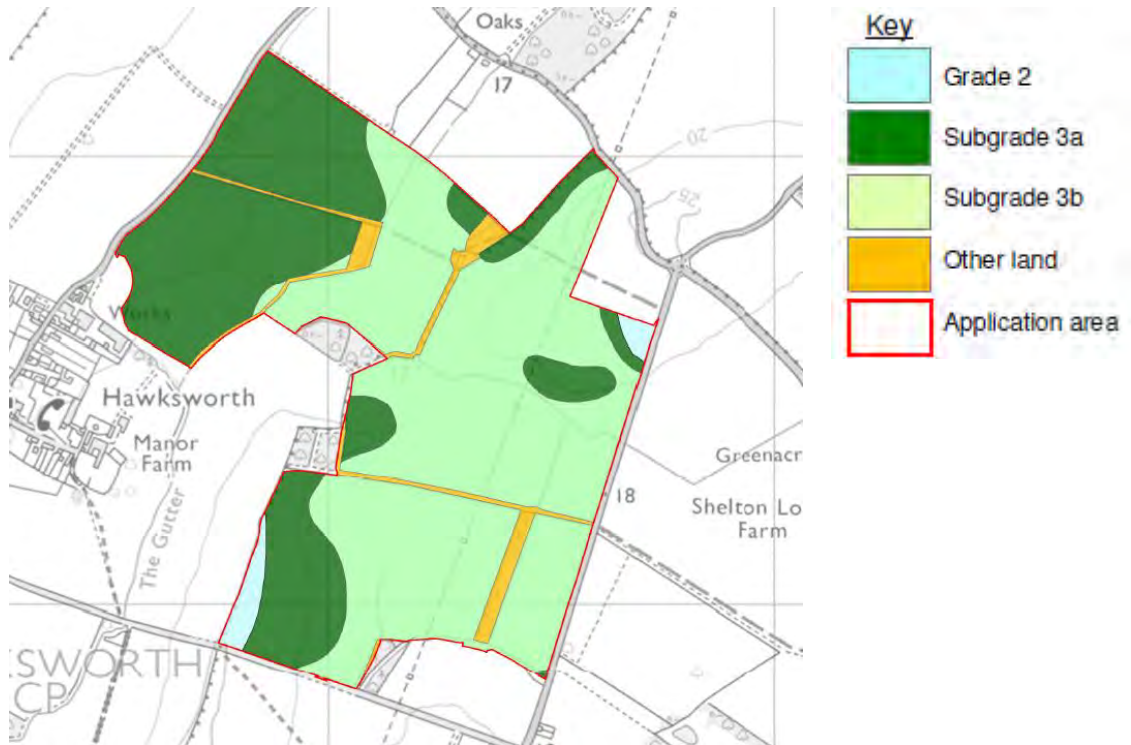 Oaks
17
20
25
Works
Hawksworth
Manor
Farm
The Gutter
Greenacr
18
Shelton Lo
Farm
SWORTH
CP
Key
Grade 2
Subgrade 3a
Subgrade 3b
Other land
Application area